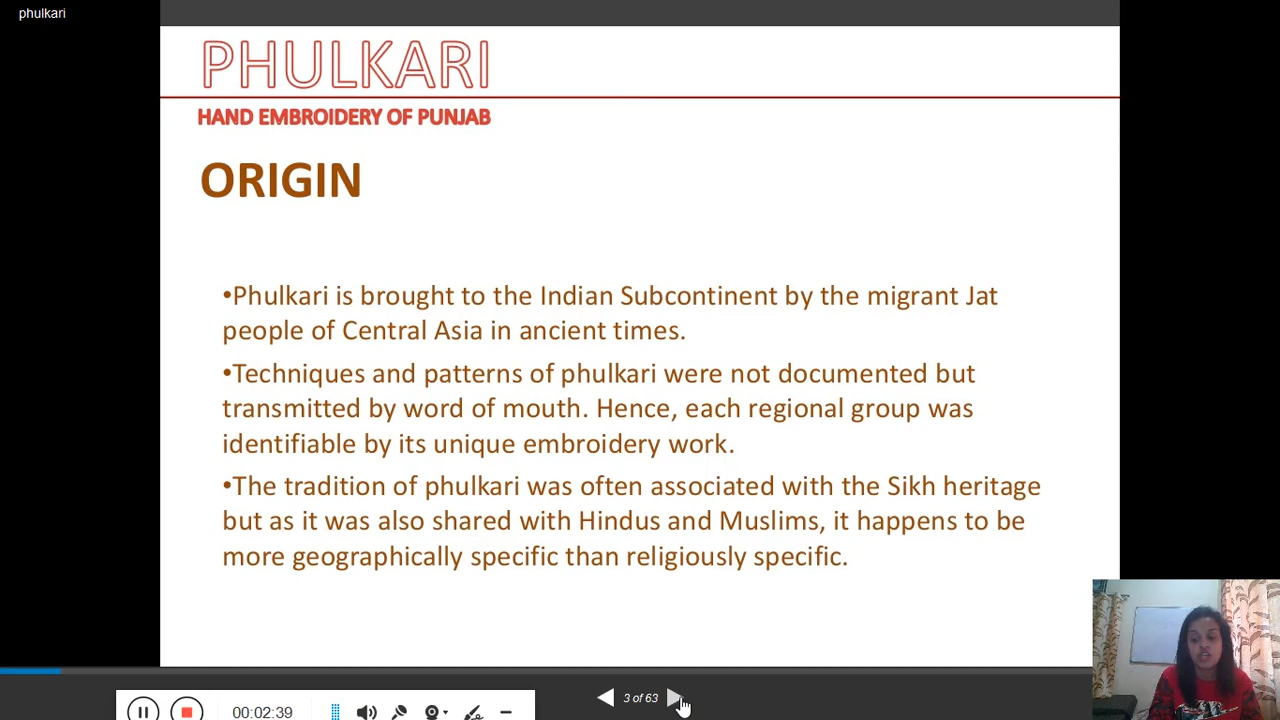 phulkari
PHULKARI
HAND EMBROIDERY OF PUNJAB
ORIGIN
•Phulkari is brought to the Indian Subcontinent by the migrant Jat
people of Central Asia in ancient times.
•Techniques and patterns of phulkari were not documented but
transmitted by word of mouth. Hence, each regional group was
identifiable by its unique embroidery work.
•The tradition of phulkari was often associated with the Sikh heritage
but as it was also shared with Hindus and Muslims, it happens to be
more geographically specific than religiously specific.
3 of 63
00:02:39